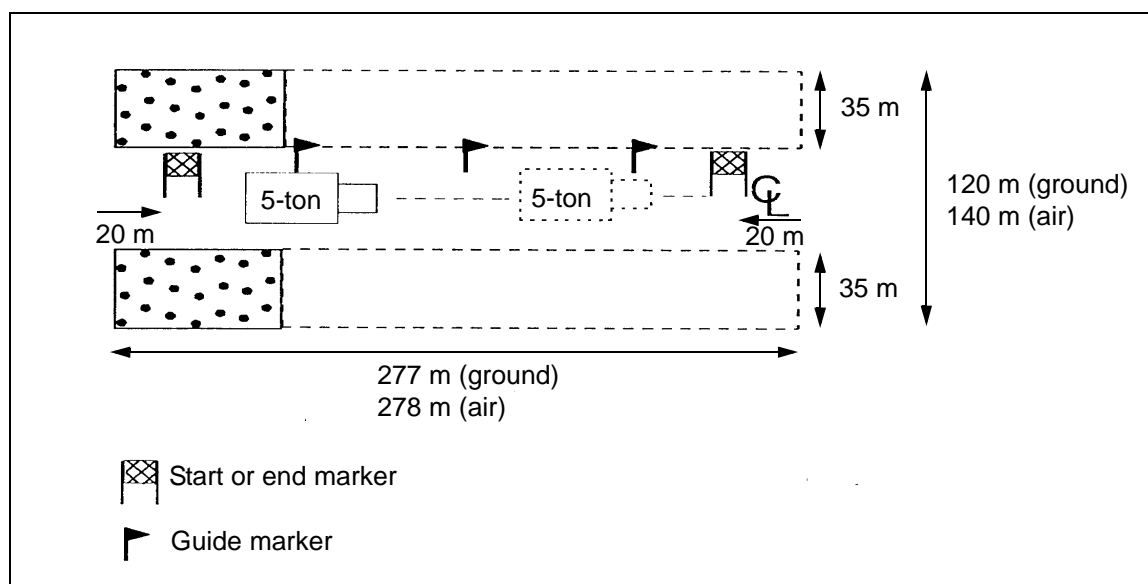 35 m
5-ton
5-ton
CL
120 m (ground)
140 m (air)
20 m
20 m
35 m
277 m (ground)
278 m (air)
Start or end marker
Guide marker